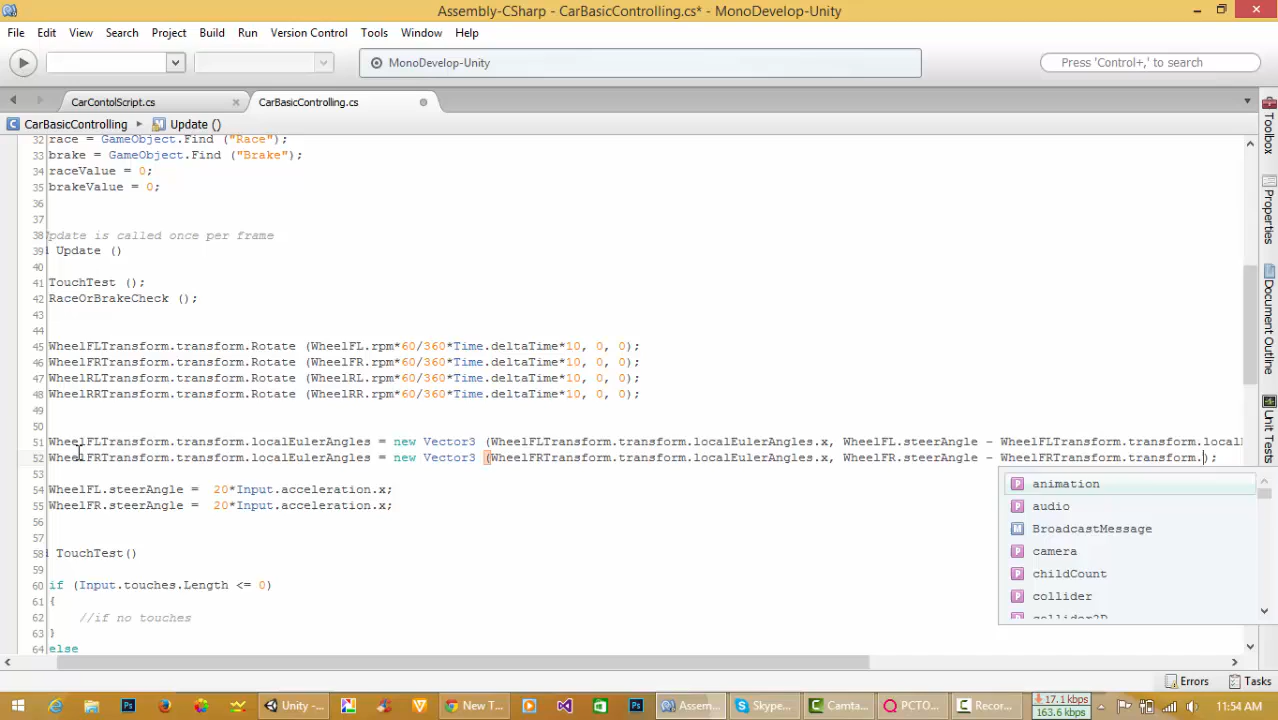 Assembly-CSharp - CarBasicControlling.cs* - MonoDevelop-Unity
File Edit View Search Project Build Run Version Control Tools Window Help
MonoDevelop-Unity
Press 'Control+,' to search
CarContolScript.cs
CarBasicControlling.cs
CarBasicControlling
Update ()
32 race = GameObject.Find ("Race");
33 brake = GameObject.Find ("Brake");
34 raceValue = 0;
35 brakeValue = 0;
36
37
38 pdate is called once per frame
39 Update ()
40
41 TouchTest ();
42 RaceOrBrakeCheck ();
43
44
45 WheelFLTransform.transform.Rotate (WheelFL.rpm*60/360*Time.deltaTime*10, 0, 0);
46 WheelFRTransform.transform.Rotate (WheelFR.rpm*60/360*Time.deltaTime*10, 0, 0);
47 WheelRLTransform.transform.Rotate (WheelRL.rpm*60/360*Time.deltaTime*10, 0, 0);
48 WheelRRTransform.transform.Rotate (WheelRR.rpm*60/360*Time.deltaTime*10, 0, 0);
49
50
51 WheelFLTransform.transform.localEulerAngles = new Vector3 (WheelFLTransform.transform.localEulerAngles.x, WheelFL.steerAngle - WheelFLTransform.transform.local
52 WheelFRTransform.transform.localEulerAngles = new Vector3 (WheelFRTransform.transform.localEulerAngles.x, WheelFR.steerAngle - WheelFRTransform.transform.);
53
54 WheelFL.steerAngle = 20*Input.acceleration.x;
55 WheelFR.steerAngle = 20*Input.acceleration.x;
56
57
58 TouchTest()
59
60 if (Input.touches.Length <= 0)
61 {
62 //if no touches
63 }
64 else
animation
audio
BroadcastMessage
camera
childCount
collider
collider2D
Toolbox
Properties
Document Outline
Unit Tests
Errors
Tasks
Unity -...
New T...
Assem...
Skype...
Camta...
PCTO...
Recor...
17.1 kbps
163.6 kbps
11:54 AM